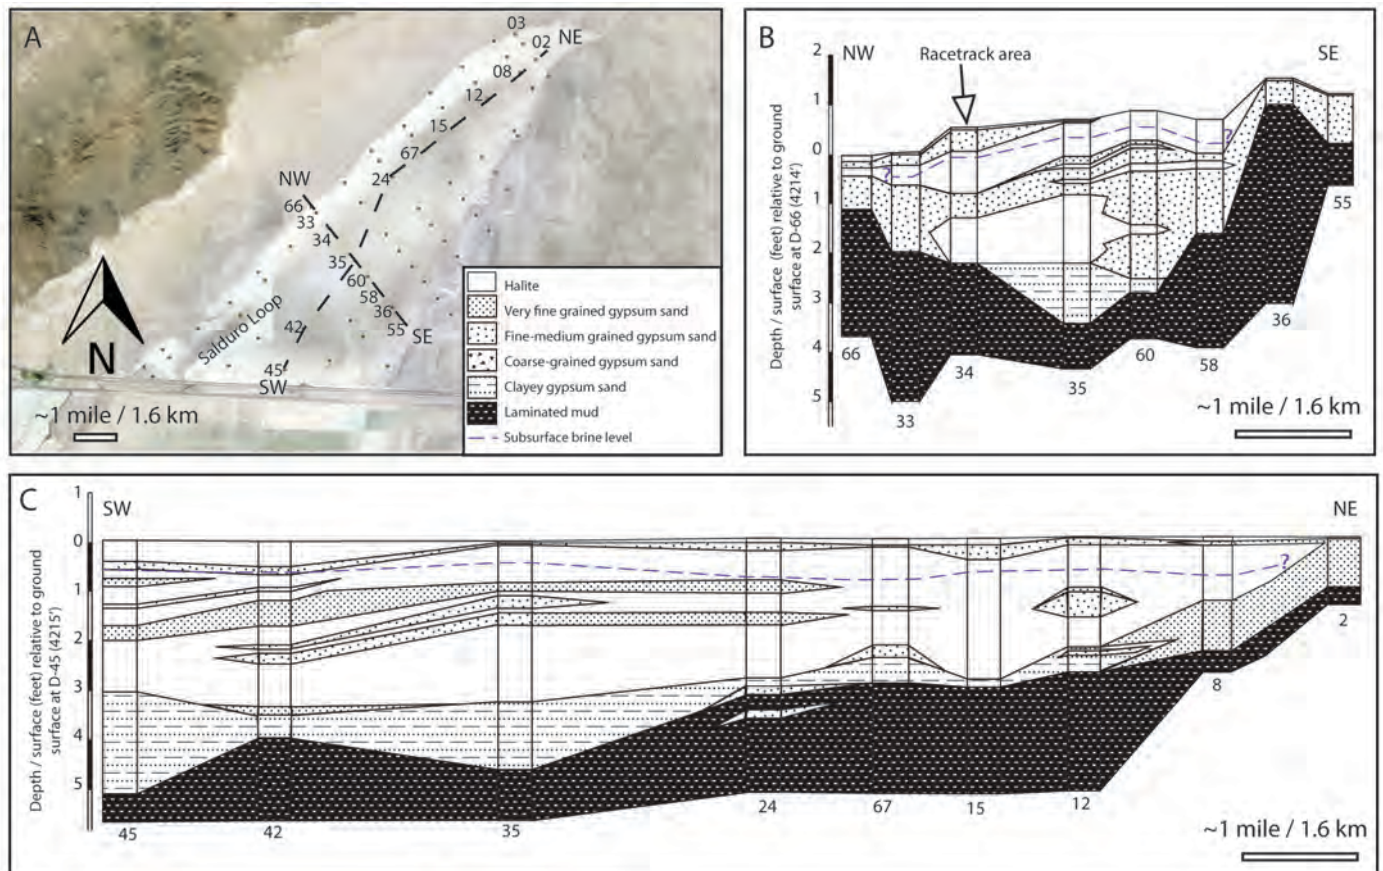 A
03
02
NE
08
12
15
67
24
NW
66
33
34
35
60
58
36
55
SE
42
45
SW
Salduro Loop
N
~1 mile / 1.6 km
Halite
Very fine grained gypsum sand
Fine-medium grained gypsum sand
Coarse-grained gypsum sand
Clayey gypsum sand
Laminated mud
Subsurface brine level
B
NW
SE
Racetrack area
Depth / surface (feet) relative to ground
surface at D-66 (4214')
2
1
0
1
2
3
4
5
?
?
66
33
34
35
60
58
36
55
~1 mile / 1.6 km
C
SW
NE
Depth / surface (feet) relative to ground
surface at D-45 (4215')
1
0
1
2
3
4
5
?
45
42
35
24
67
15
12
8
2
~1 mile / 1.6 km